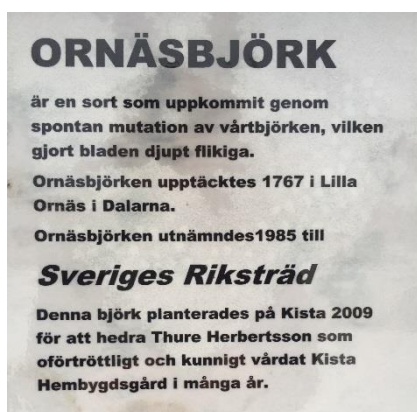 ORNÄSBJÖRK
är en sort som uppkommit genom
spontan mutation av vårtbjörken, vilken
gjort bladen djupt flikiga.
Ornäsbjörken upptäcktes 1767 i Lilla
Ornäs i Dalarna.
Ornäsbjörken utnämndes1985 till
Sveriges Riksträd
Denna björk planterades på Kista 2009
för att hedra Thure Herbertsson som
oförtröttligt och kunnigt vårdat Kista
Hembygdsgård i många år.